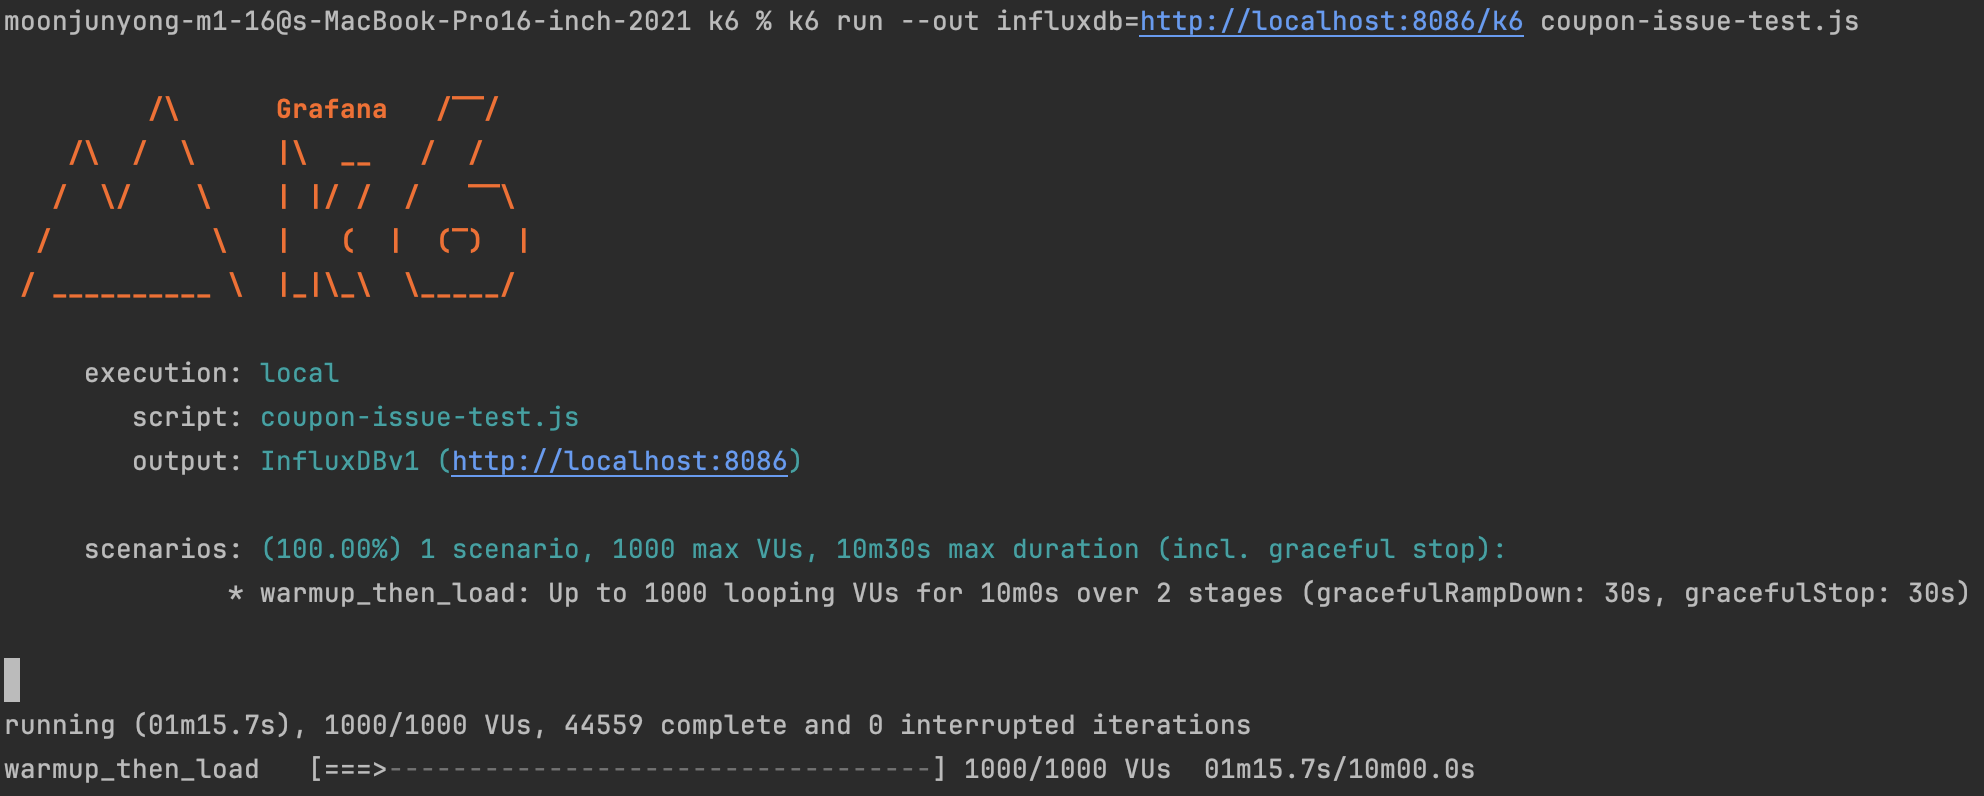 moonjunyong-m1-16@s-MacBook-Pro16-inch-2021 k6 % k6 run --out influxdb=http://localhost:8086/k6 coupon-issue-test.js
         /\      Grafana   /‾‾/
    /\  /  \     |\  __   /  /
   /  \/    \    | |/ /  /   ‾‾\
  /          \   |   (  |  (‾)  |
 / __________ \  |_|\_\  \_____/
execution: local
script: coupon-issue-test.js
output: InfluxDBv1 (http://localhost:8086)
scenarios: (100.00%) 1 scenario, 1000 max VUs, 10m30s max duration (incl. graceful stop):
* warmup_then_load: Up to 1000 looping VUs for 10m0s over 2 stages (gracefulRampDown: 30s, gracefulStop: 30s)
running (01m15.7s), 1000/1000 VUs, 44559 complete and 0 interrupted iterations
warmup_then_load   [===>----------------------------------] 1000/1000 VUs  01m15.7s/10m00.0s